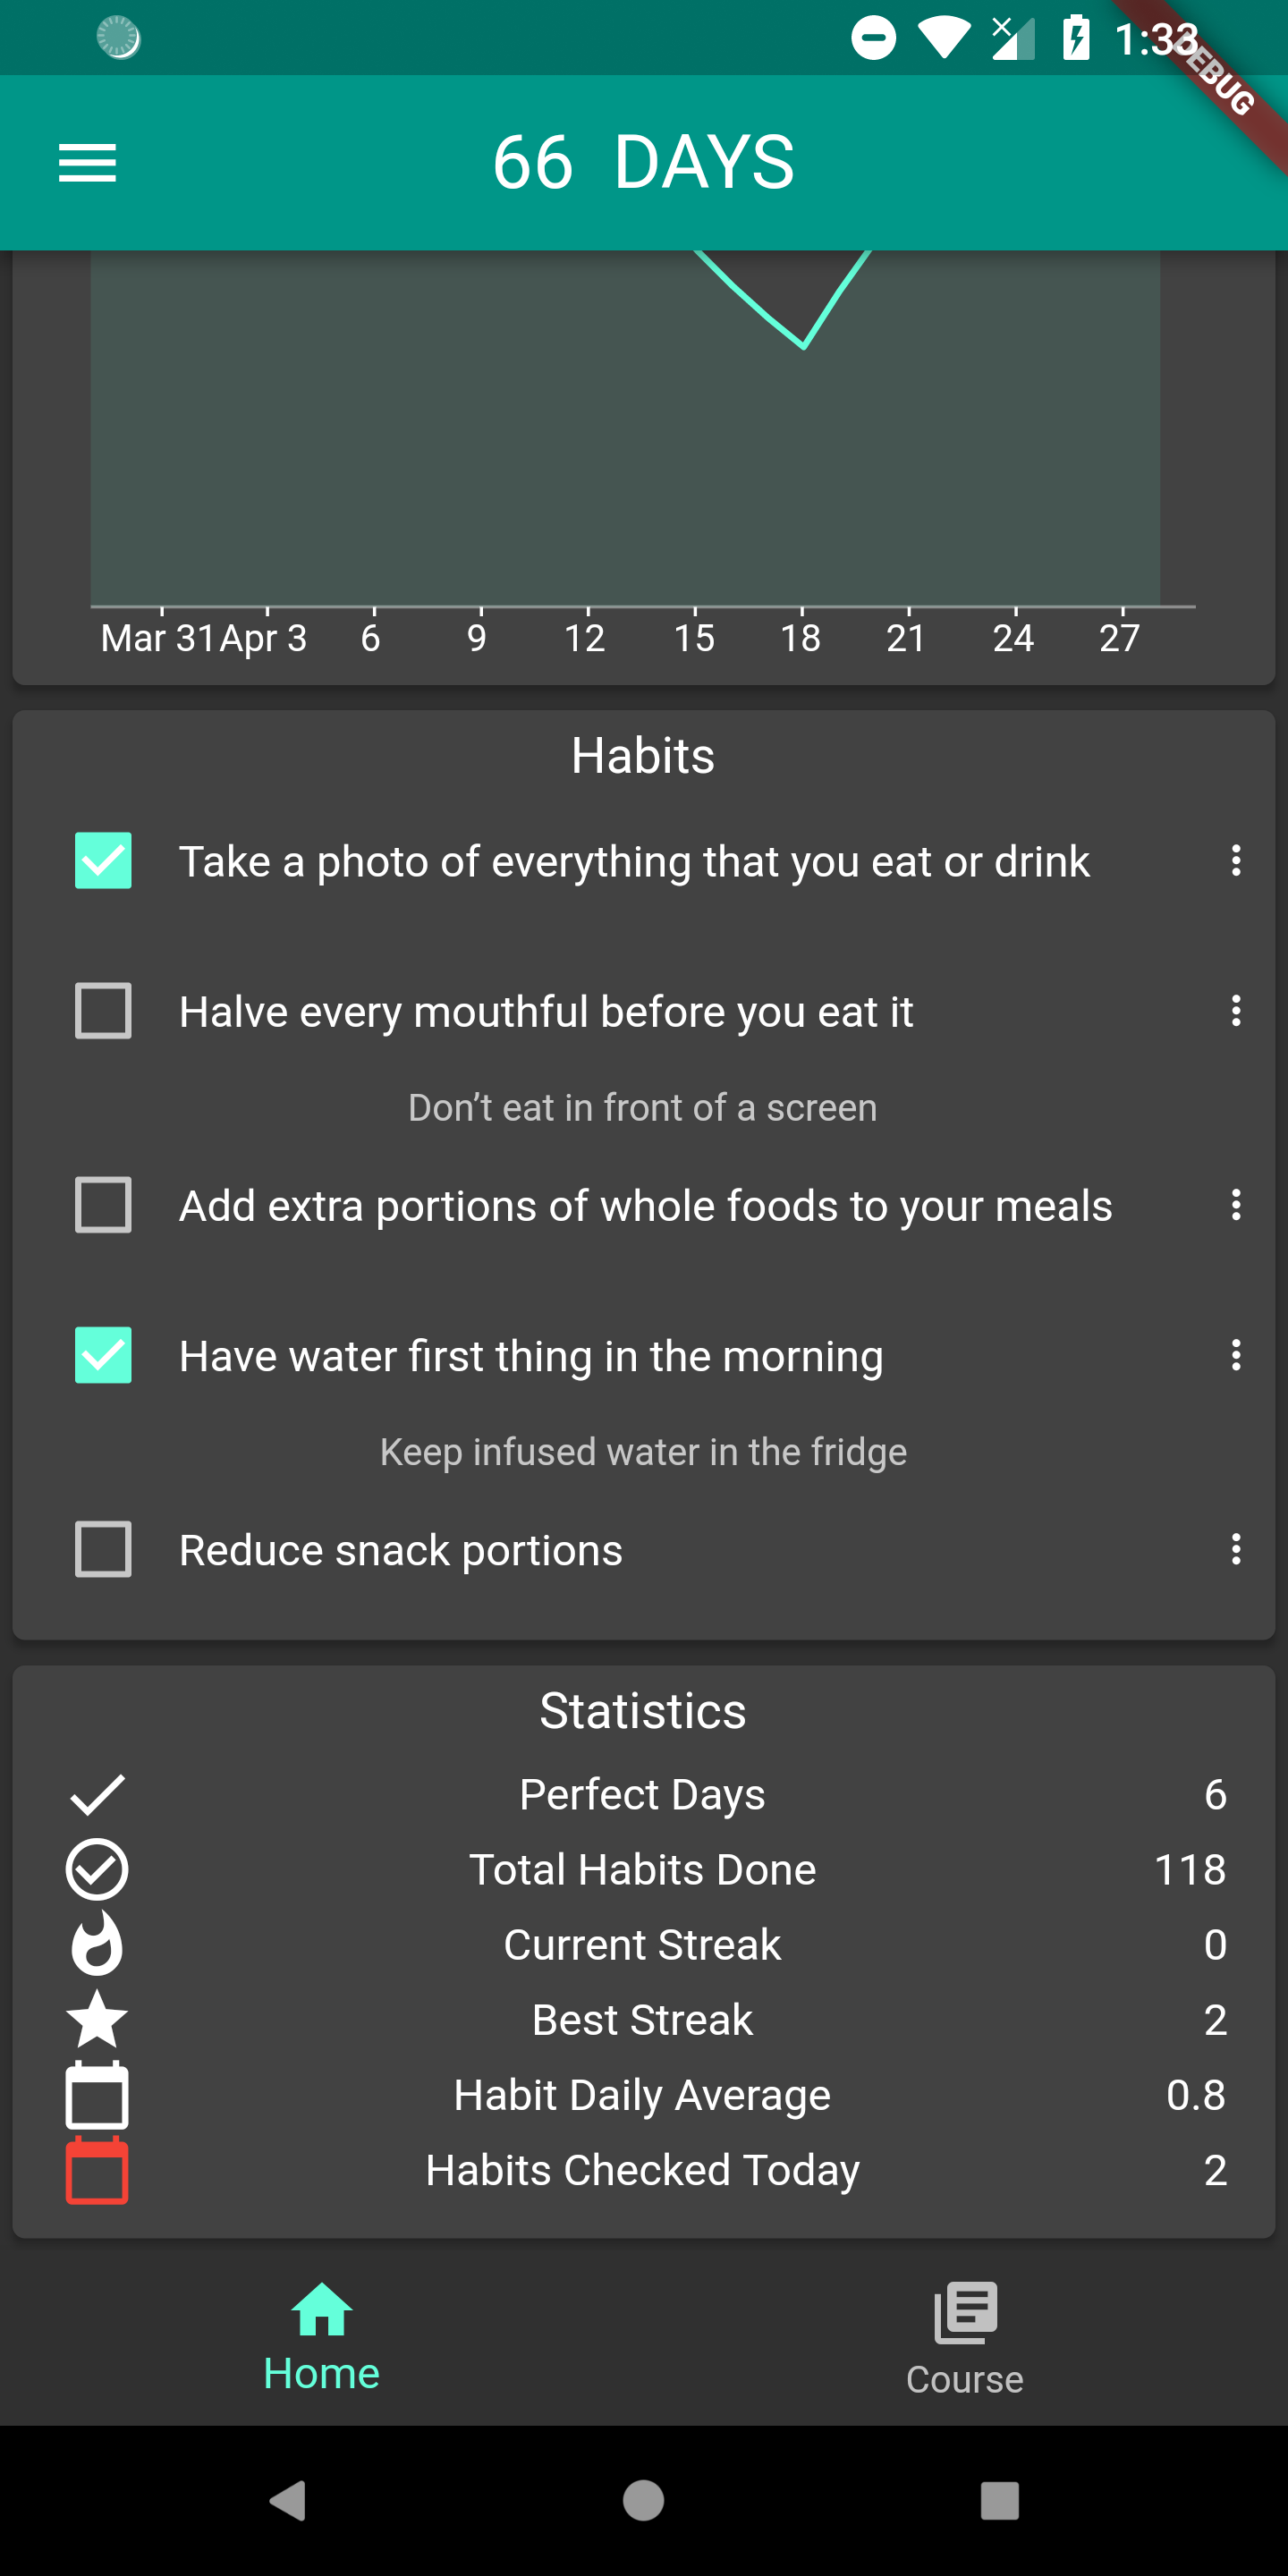 1:33
DEBUG
66 DAYS
Mar 31 Apr 3 6 9 12 15 18 21 24 27
Habits
Take a photo of everything that you eat or drink
Halve every mouthful before you eat it
Don’t eat in front of a screen
Add extra portions of whole foods to your meals
Have water first thing in the morning
Keep infused water in the fridge
Reduce snack portions
Statistics
Perfect Days 6
Total Habits Done 118
Current Streak 0
Best Streak 2
Habit Daily Average 0.8
Habits Checked Today 2
Home
Course